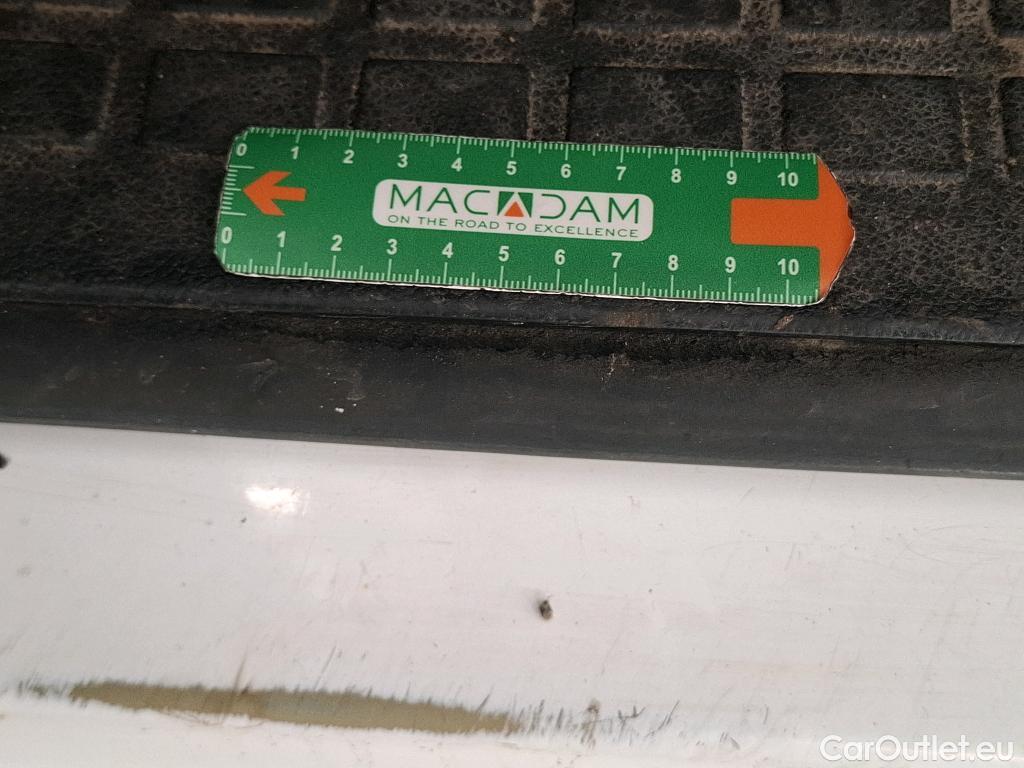 0 1 2 3 4 5 6 7 8 9 10
MACADAM
ON THE ROAD TO EXCELLENCE
0 1 2 3 4 5 6 7 8 9 10
CarOutlet.eu